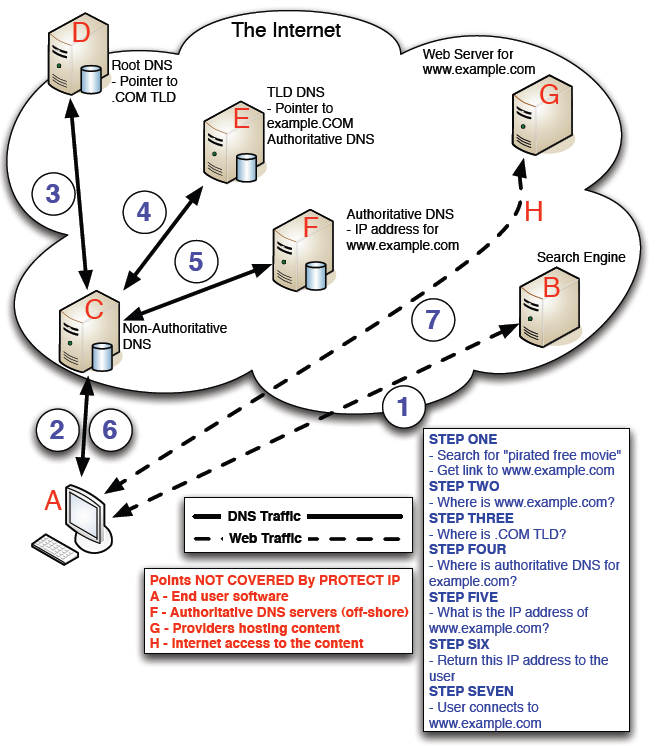 The Internet
D
Root DNS
- Pointer to
.COM TLD
TLD DNS
- Pointer to
example.COM
Authoritative DNS
E
Web Server for
www.example.com
G
3
4
5
Authoritative DNS
- IP address for
www.example.com
F
H
Search Engine
B
C
Non-Authoritative
DNS
7
1
2
6
A
DNS Traffic
Web Traffic
Points NOT COVERED By PROTECT IP
A - End user software
F - Authoritative DNS servers (off-shore)
G - Providers hosting content
H - Internet access to the content
STEP ONE
- Search for "pirated free movie"
- Get link to www.example.com
STEP TWO
- Where is www.example.com?
STEP THREE
- Where is .COM TLD?
STEP FOUR
- Where is authoritative DNS for
example.com?
STEP FIVE
- What is the IP address of
www.example.com?
STEP SIX
- Return this IP address to the
user
STEP SEVEN
- User connects to
www.example.com